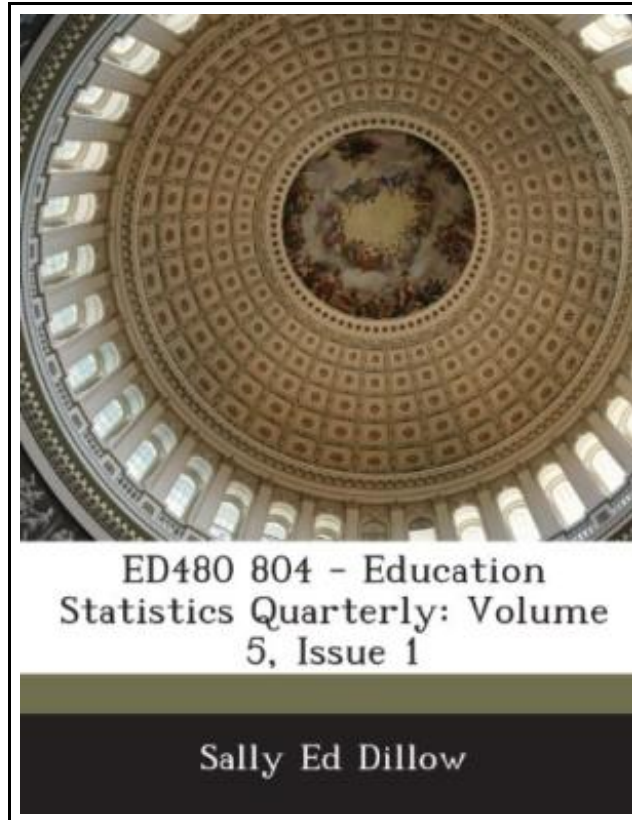 ED480 804 - Education
Statistics Quarterly: Volume
5, Issue 1
Sally Ed Dillow